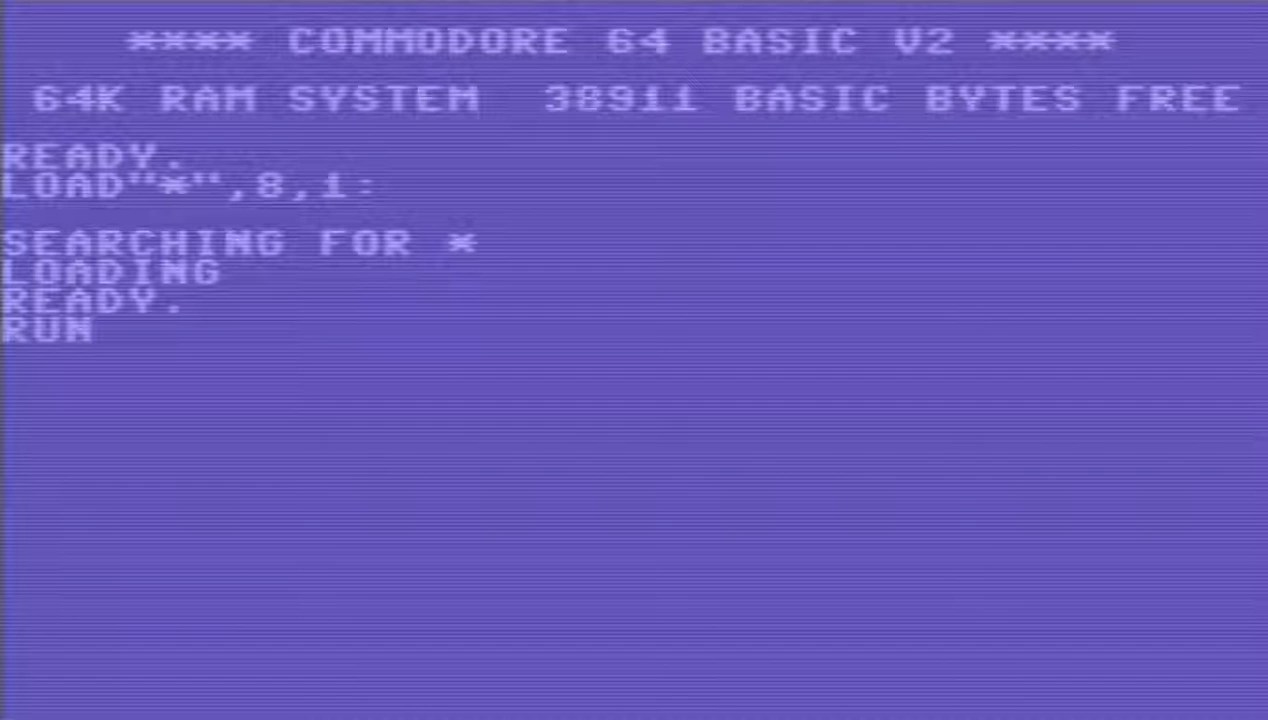 **** COMMODORE 64 BASIC V2 ****
64K RAM SYSTEM  38911 BASIC BYTES FREE
READY.
LOAD"*",8,1:
SEARCHING FOR *
LOADING
READY.
RUN